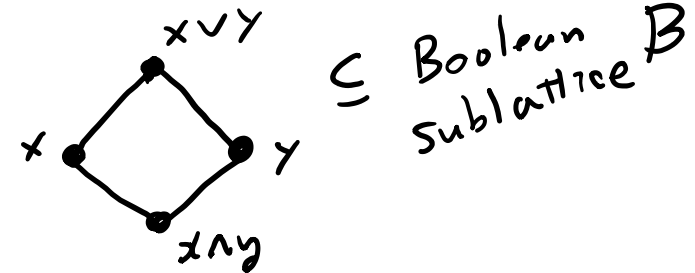 x ∨ y
⊆ Boolean B
sublattice
x
y
x ∧ y